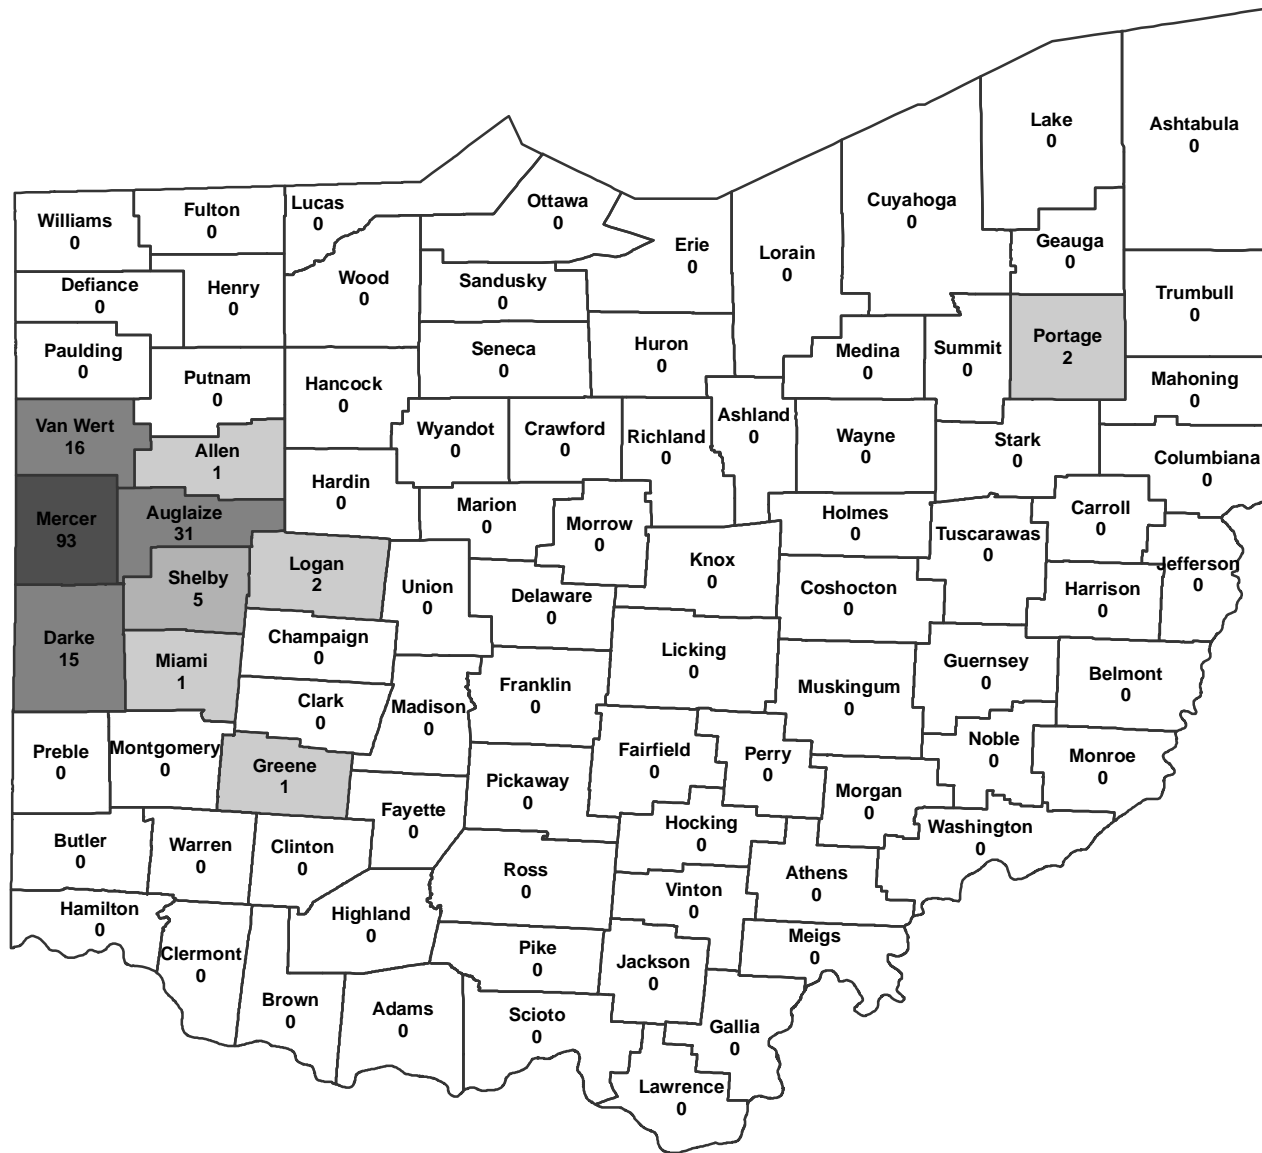 Lake
0
Ashtabula
0
Cuyahoga
0
Ottawa
0
Lucas
0
Fulton
0
Williams
0
Erie
0
Lorain
0
Geauga
0
Wood
0
Sandusky
0
Henry
0
Defiance
0
Trumbull
0
Portage
2
Huron
0
Seneca
0
Medina
0
Summit
0
Paulding
0
Putnam
0
Hancock
0
Mahoning
0
Ashland
0
Van Wert
16
Allen
1
Wyandot
0
Crawford
0
Richland
0
Wayne
0
Stark
0
Columbiana
0
Hardin
0
Marion
0
Morrow
0
Holmes
0
Carroll
0
Mercer
93
Auglaize
31
Tuscarawas
0
Knox
0
Jefferson
0
Shelby
5
Logan
2
Union
0
Delaware
0
Coshocton
0
Harrison
0
Darke
15
Champaign
0
Licking
0
Miami
1
Guernsey
0
Belmont
0
Franklin
0
Muskingum
0
Clark
0
Madison
0
Preble
0
Montgomery
0
Fairfield
0
Perry
0
Noble
0
Monroe
0
Greene
1
Pickaway
0
Morgan
0
Fayette
0
Hocking
0
Washington
0
Butler
0
Warren
0
Clinton
0
Ross
0
Athens
0
Vinton
0
Hamilton
0
Highland
0
Meigs
0
Clermont
0
Pike
0
Jackson
0
Brown
0
Adams
0
Scioto
0
Gallia
0
Lawrence
0